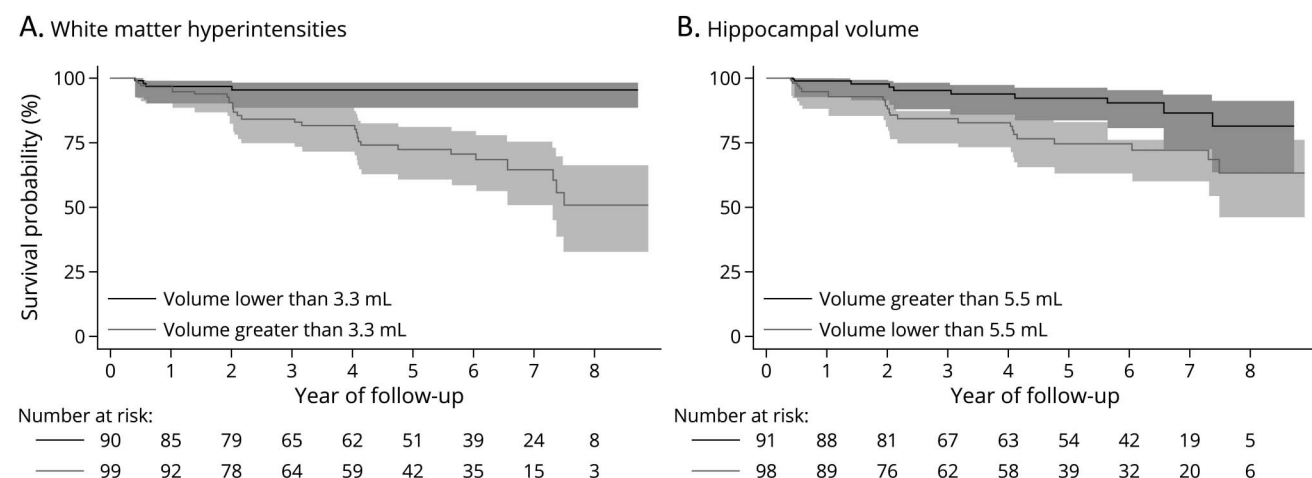 A. White matter hyperintensities
Survival probability (%)
100
75
50
25
0
Volume lower than 3.3 mL
Volume greater than 3.3 mL
0 1 2 3 4 5 6 7 8
Year of follow-up
Number at risk:
90 85 79 65 62 51 39 24 8
99 92 78 64 59 42 35 15 3
B. Hippocampal volume
100
75
50
25
0
Volume greater than 5.5 mL
Volume lower than 5.5 mL
0 1 2 3 4 5 6 7 8
Year of follow-up
Number at risk:
91 88 81 67 63 54 42 19 5
98 89 76 62 58 39 32 20 6